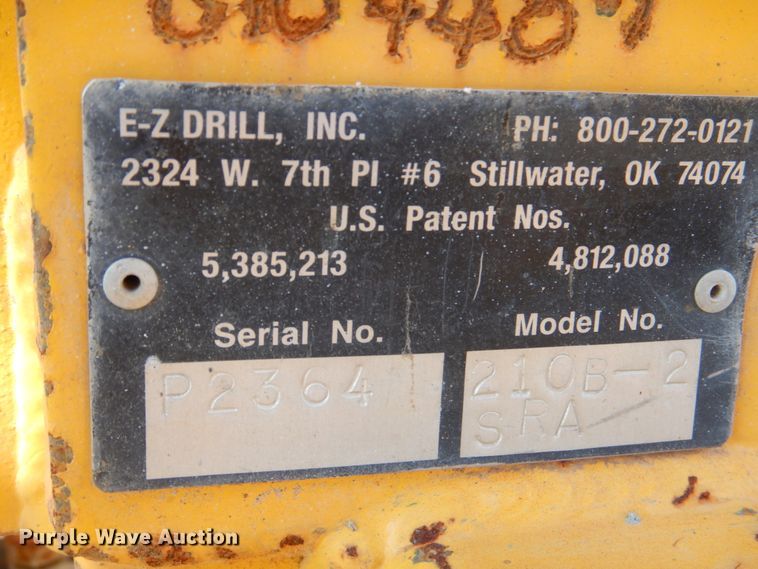 E-Z DRILL, INC. PH: 800-272-0121
2324 W. 7th Pl #6 Stillwater, OK 74074
U.S. Patent Nos.
5,385,213 4,812,088
Serial No. Model No.
P2364 210B-2
SRA
Purple Wave Auction